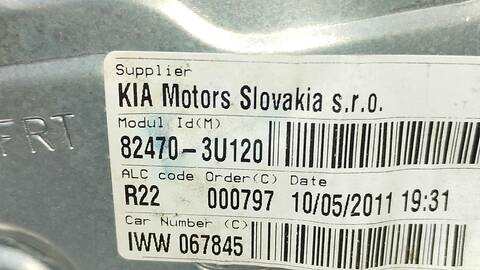 Supplier
KIA Motors Slovakia s.r.o.
Modul Id(M)
82470-3U120
ALC code Order(C) Date
R22 000797 10/05/2011 19:31
Car Number (C)
IWW 067845
FRT